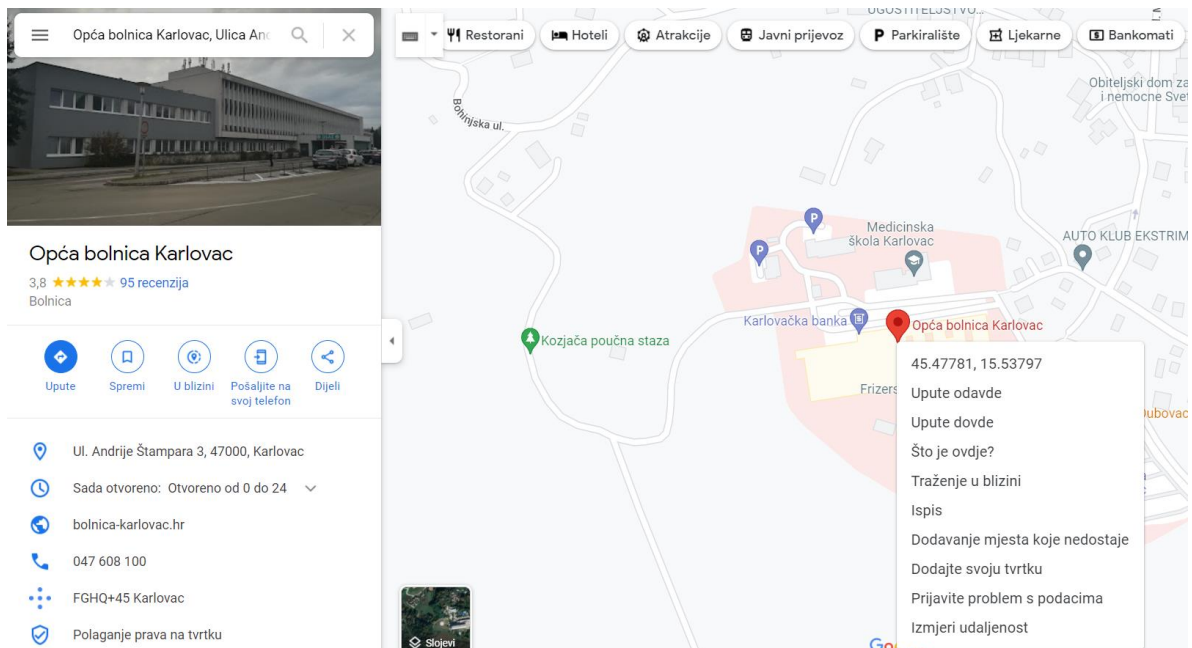 Opća bolnica Karlovac, Ulica And
Opća bolnica Karlovac
3,8 95 recenzija
Bolnica
Upute
Spremi
U blizini
Pošaljite na
svoj telefon
Dijeli
Ul. Andrije Štampara 3, 47000, Karlovac
Sada otvoreno: Otvoreno od 0 do 24
bolnica-karlovac.hr
047 608 100
FGHQ+45 Karlovac
Polaganje prava na tvrtku
UGOSTITELJSTVO...
Restorani
Hoteli
Atrakcije
Javni prijevoz
P Parkiralište
Ljekarne
Bankomati
Obiteljski dom za
i nemoćne Svet
Bohinjska ul.
P
P
Medicinska
škola Karlovac
AUTO KLUB EKSTRIM
Karlovačka banka
Opća bolnica Karlovac
Kozjača poučna staza
Frizers
Dubovac
45.47781, 15.53797
Upute odavde
Upute dovde
Što je ovdje?
Traženje u blizini
Ispis
Dodavanje mjesta koje nedostaje
Dodajte svoju tvrtku
Prijavite problem s podacima
Izmjeri udaljenost
Slojevi